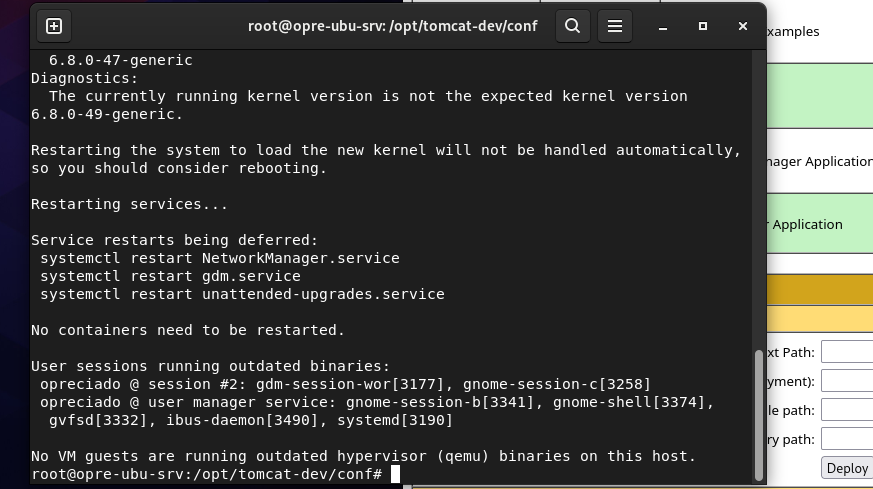 root@opre-ubu-srv: /opt/tomcat-dev/conf
  6.8.0-47-generic
Diagnostics:
  The currently running kernel version is not the expected kernel version
6.8.0-49-generic.
Restarting the system to load the new kernel will not be handled automatically,
so you should consider rebooting.
Restarting services...
Service restarts being deferred:
 systemctl restart NetworkManager.service
 systemctl restart gdm.service
 systemctl restart unattended-upgrades.service
No containers need to be restarted.
User sessions running outdated binaries:
 opreciado @ session #2: gdm-session-wor[3177], gnome-session-c[3258]
 opreciado @ user manager service: gnome-session-b[3341], gnome-shell[3374],
  gvfsd[3332], ibus-daemon[3490], systemd[3190]
No VM guests are running outdated hypervisor (qemu) binaries on this host.
root@opre-ubu-srv:/opt/tomcat-dev/conf#
xamples
nager Application
r Application
xt Path:
yment):
le path:
ry path:
Deploy